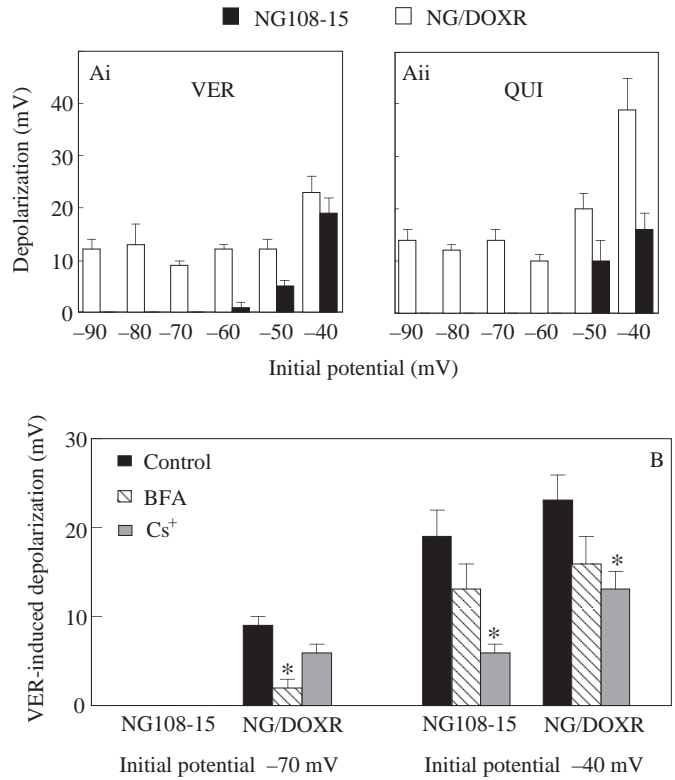 NG108-15 NG/DOXR
Ai VER
Aii QUI
Depolarization (mV)
40
30
20
10
0
–90 –80 –70 –60 –50 –40
–90 –80 –70 –60 –50 –40
Initial potential (mV)
B
VER-induced depolarization (mV)
30
20
10
0
Control
BFA
Cs⁺
*
*
*
NG108-15 NG/DOXR NG108-15 NG/DOXR
Initial potential –70 mV Initial potential –40 mV